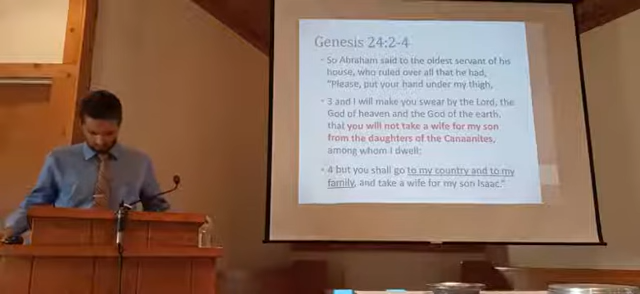 Genesis 24:2-4
• So Abraham said to the oldest servant of his
house, who ruled over all that he had,
"Please, put your hand under my thigh,
• 3 and I will make you swear by the Lord, the
God of heaven and the God of the earth,
that you will not take a wife for my son
from the daughters of the Canaanites,
among whom I dwell;
• 4 but you shall go to my country and to my
family, and take a wife for my son Isaac."